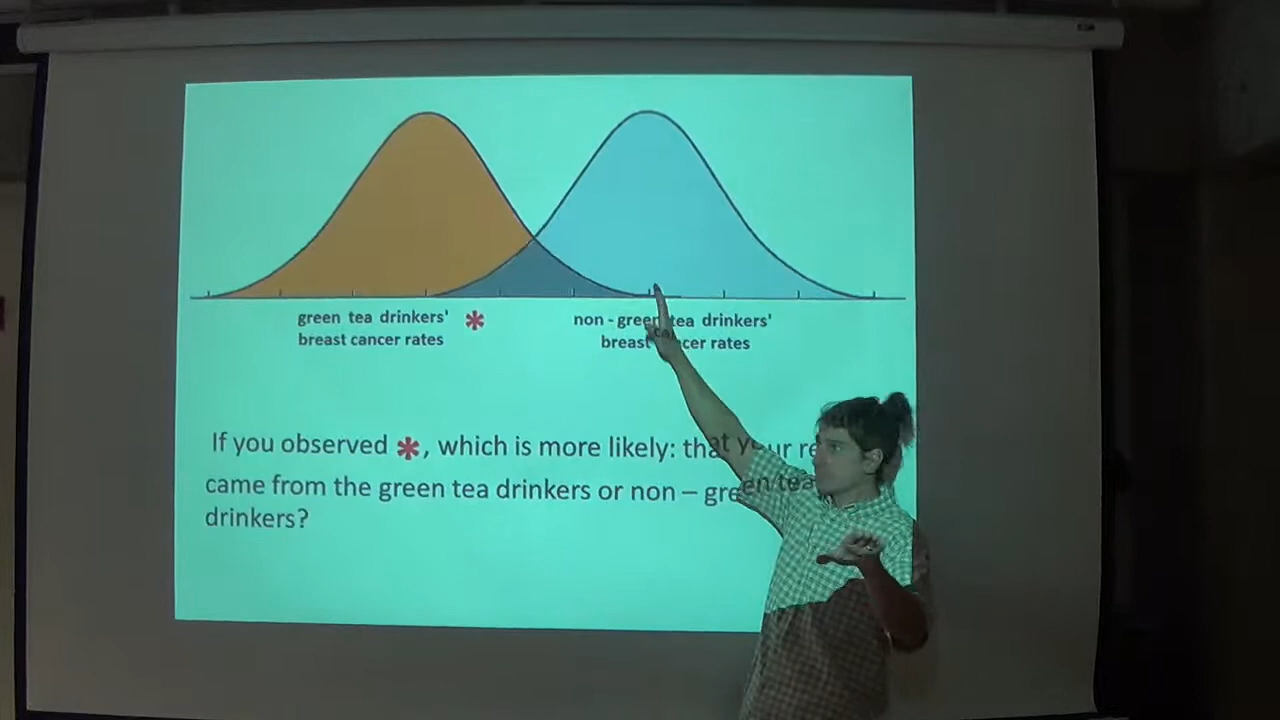 green tea drinkers' * non - green tea drinkers'
breast cancer rates breast cancer rates
If you observed *, which is more likely: that your
came from the green tea drinkers or non – green tea
drinkers?